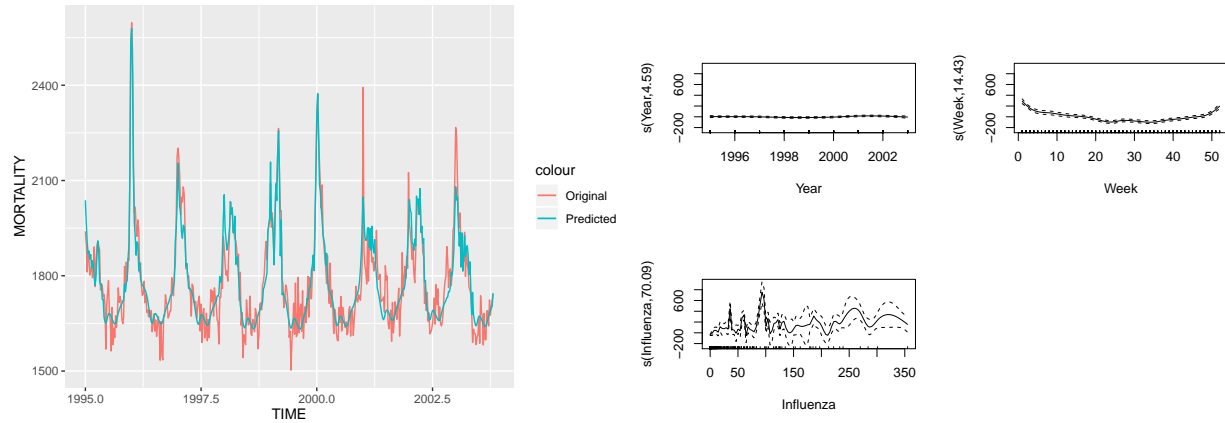 MORTALITY
2400
2100
1800
1500
1995.0 1997.5 2000.0 2002.5
TIME
colour
Original
Predicted
s(Year,4.59)
600
−200
1996 1998 2000 2002
Year
s(Week,14.43)
600
−200
0 10 20 30 40 50
Week
s(Influenza,70.09)
600
−200
0 50 150 250 350
Influenza